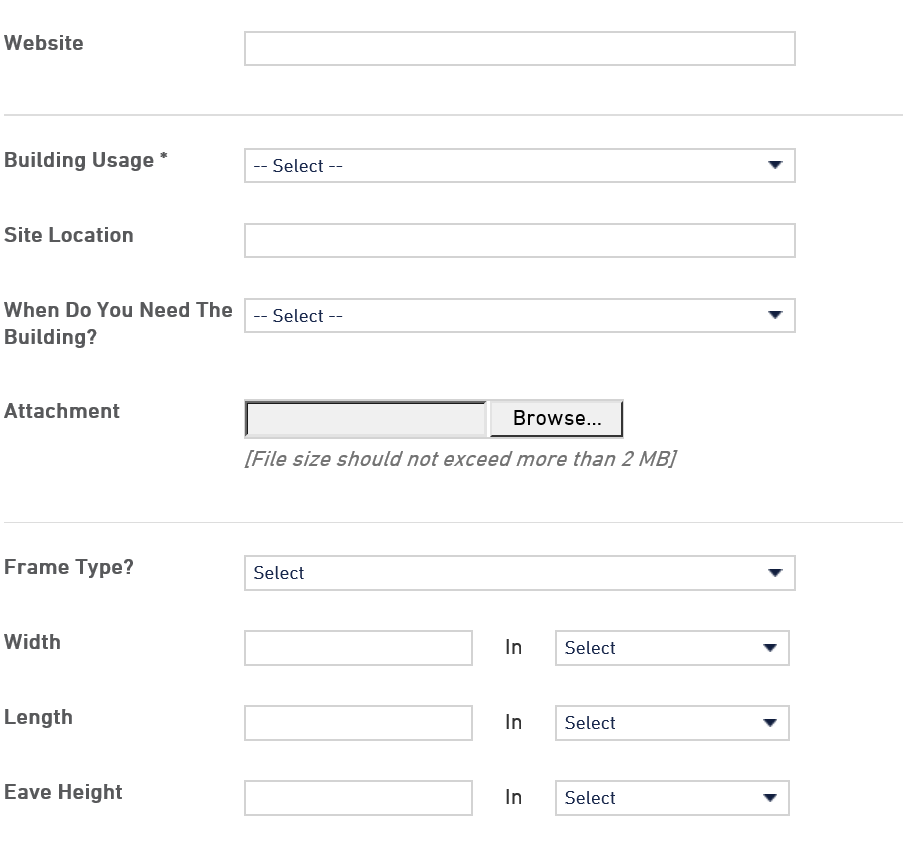 Website
Building Usage * -- Select --
Site Location
When Do You Need The
Building?
-- Select --
Attachment Browse...
[File size should not exceed more than 2 MB]
Frame Type? Select
Width In Select
Length In Select
Eave Height In Select